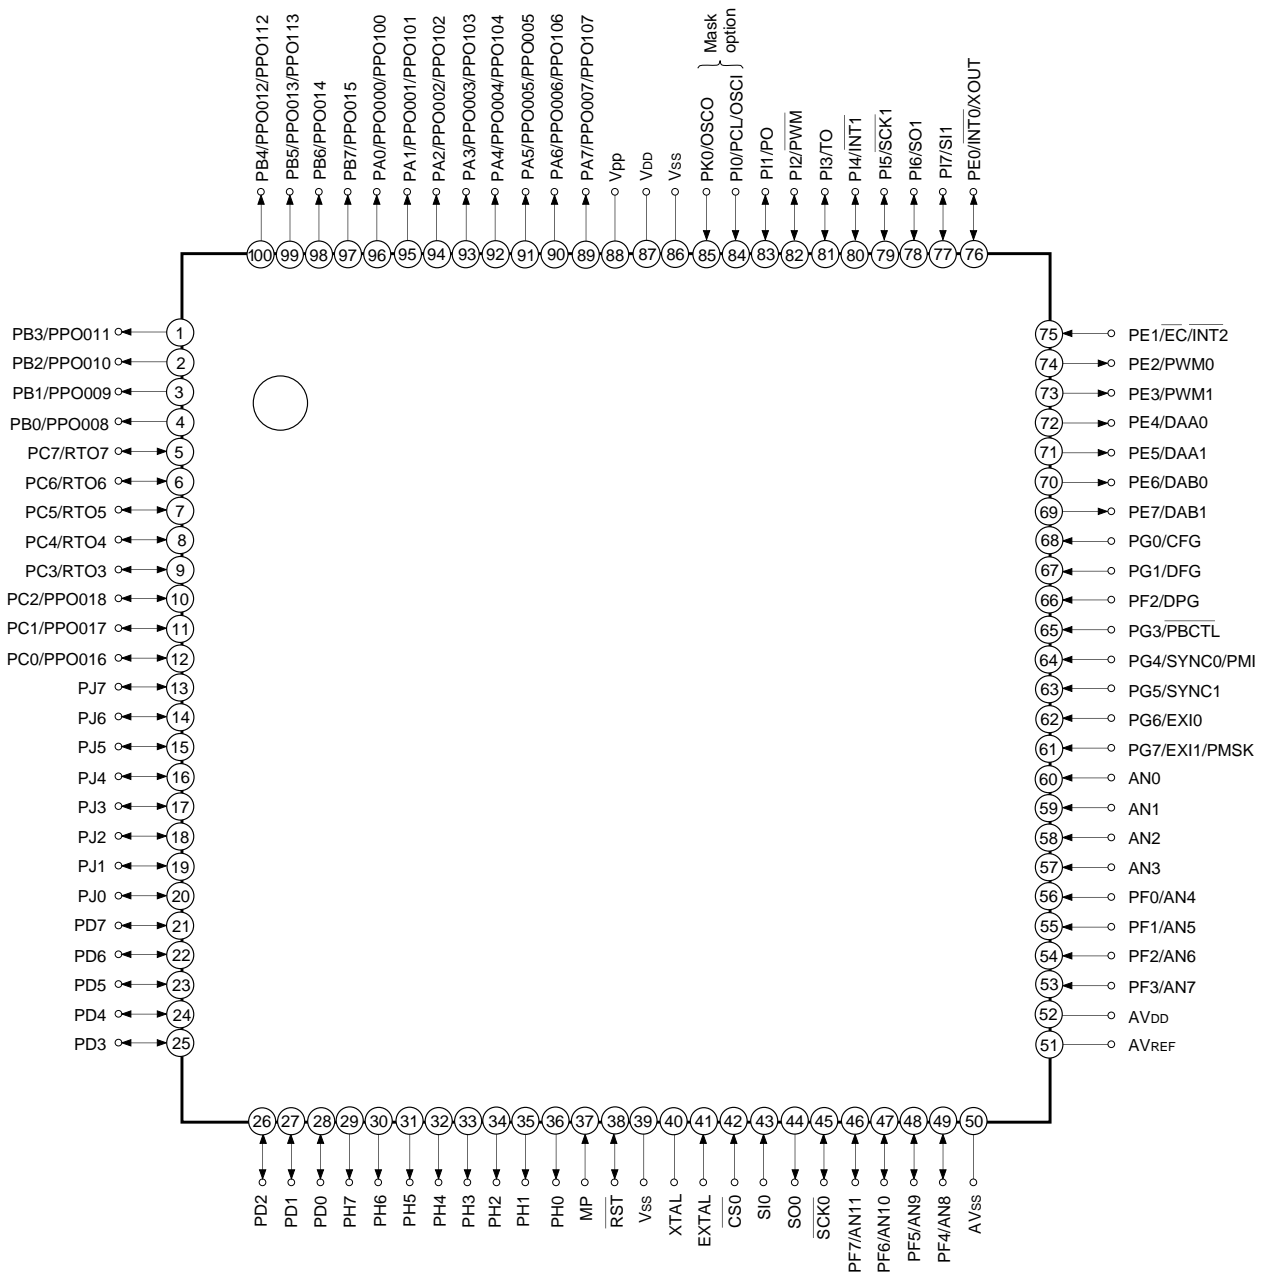 Mask
option
PB4/PPO012/PPO112
PB5/PPO013/PPO113
PB6/PPO014
PB7/PPO015
PA0/PPO000/PPO100
PA1/PPO001/PPO101
PA2/PPO002/PPO102
PA3/PPO003/PPO103
PA4/PPO004/PPO104
PA5/PPO005/PPO005
PA6/PPO006/PPO106
PA7/PPO007/PPO107
Vpp
VDD
Vss
PK0/OSCO
PI0/PCL/OSCI
PI1/PO
PI2/P̅W̅M̅
PI3/TO
PI4/I̅N̅T̅1̅
PI5/S̅C̅K̅1̅
PI6/SO1
PI7/SI1
PE0/I̅N̅T̅0̅/XOUT
100 99 98 97 96 95 94 93 92 91 90 89 88 87 86 85 84 83 82 81 80 79 78 77 76
PB3/PPO011 1
PB2/PPO010 2
PB1/PPO009 3
PB0/PPO008 4
PC7/RTO7 5
PC6/RTO6 6
PC5/RTO5 7
PC4/RTO4 8
PC3/RTO3 9
PC2/PPO018 10
PC1/PPO017 11
PC0/PPO016 12
PJ7 13
PJ6 14
PJ5 15
PJ4 16
PJ3 17
PJ2 18
PJ1 19
PJ0 20
PD7 21
PD6 22
PD5 23
PD4 24
PD3 25
75 PE1/E̅C̅/I̅N̅T̅2̅
74 PE2/PWM0
73 PE3/PWM1
72 PE4/DAA0
71 PE5/DAA1
70 PE6/DAB0
69 PE7/DAB1
68 PG0/CFG
67 PG1/DFG
66 PF2/DPG
65 PG3/P̅B̅C̅T̅L̅
64 PG4/SYNC0/PMI
63 PG5/SYNC1
62 PG6/EXI0
61 PG7/EXI1/PMSK
60 AN0
59 AN1
58 AN2
57 AN3
56 PF0/AN4
55 PF1/AN5
54 PF2/AN6
53 PF3/AN7
52 AVDD
51 AVREF
26 27 28 29 30 31 32 33 34 35 36 37 38 39 40 41 42 43 44 45 46 47 48 49 50
PD2
PD1
PD0
PH7
PH6
PH5
PH4
PH3
PH2
PH1
PH0
MP
R̅S̅T̅
Vss
XTAL
EXTAL
C̅S̅0̅
SI0
SO0
S̅C̅K̅0̅
PF7/AN11
PF6/AN10
PF5/AN9
PF4/AN8
AVss